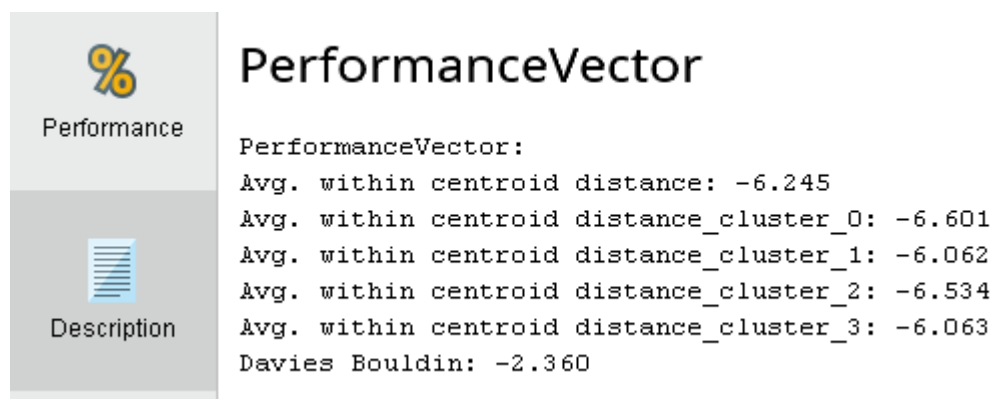 Performance
Description
PerformanceVector
PerformanceVector:
Avg. within centroid distance: -6.245
Avg. within centroid distance_cluster_0: -6.601
Avg. within centroid distance_cluster_1: -6.062
Avg. within centroid distance_cluster_2: -6.534
Avg. within centroid distance_cluster_3: -6.063
Davies Bouldin: -2.360